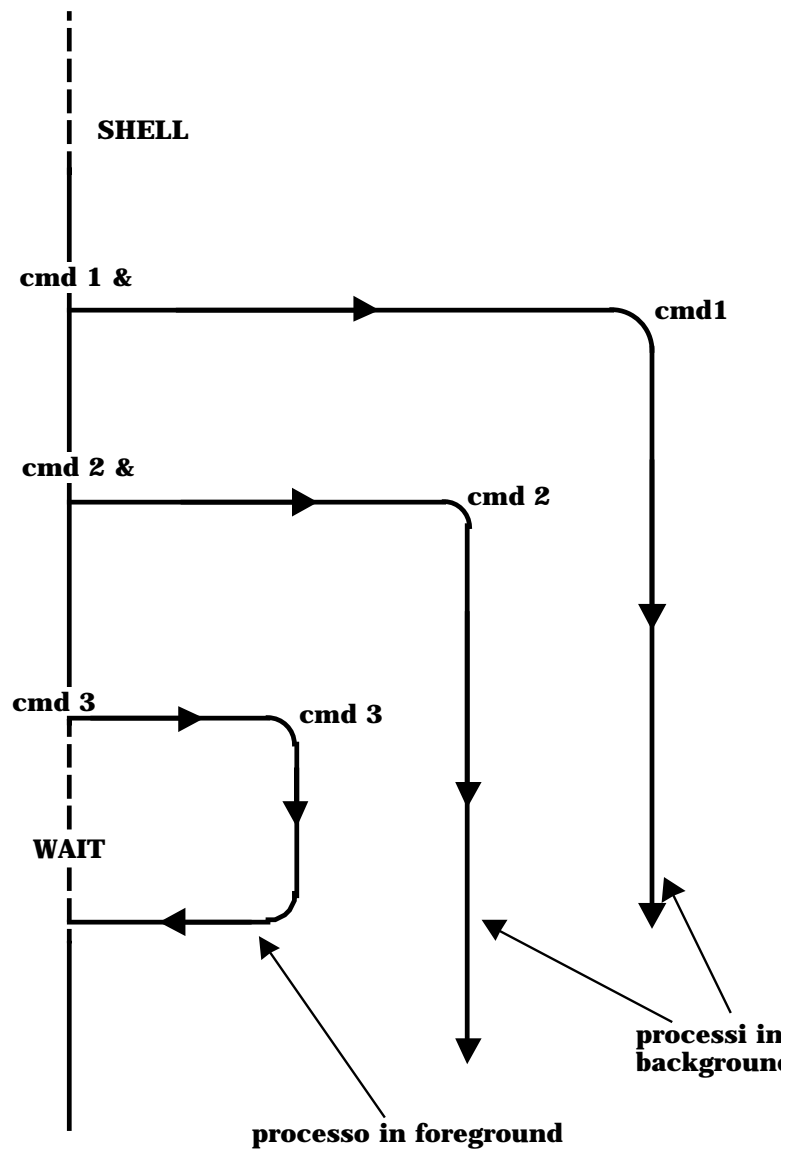 SHELL
cmd 1 &
cmd1
cmd 2 &
cmd 2
cmd 3
cmd 3
WAIT
processi in
processo in foreground